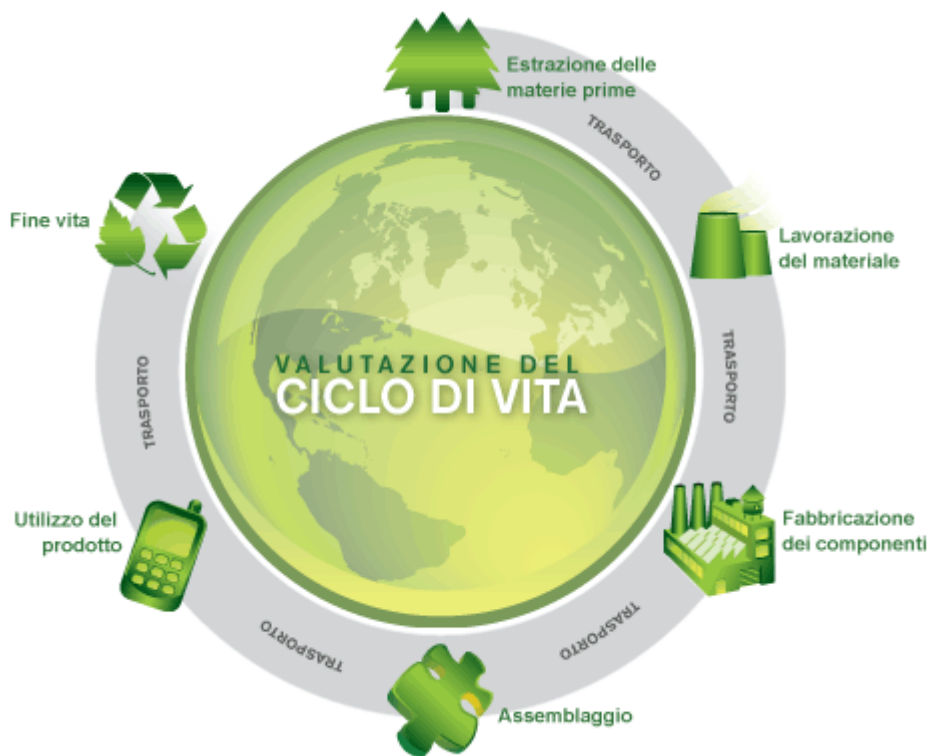 Estrazione delle
materie prime
TRASPORTO
Lavorazione
del materiale
TRASPORTO
Fabbricazione
dei componenti
TRASPORTO
Assemblaggio
TRASPORTO
Utilizzo del
prodotto
TRASPORTO
Fine vita
VALUTAZIONE DEL
CICLO DI VITA